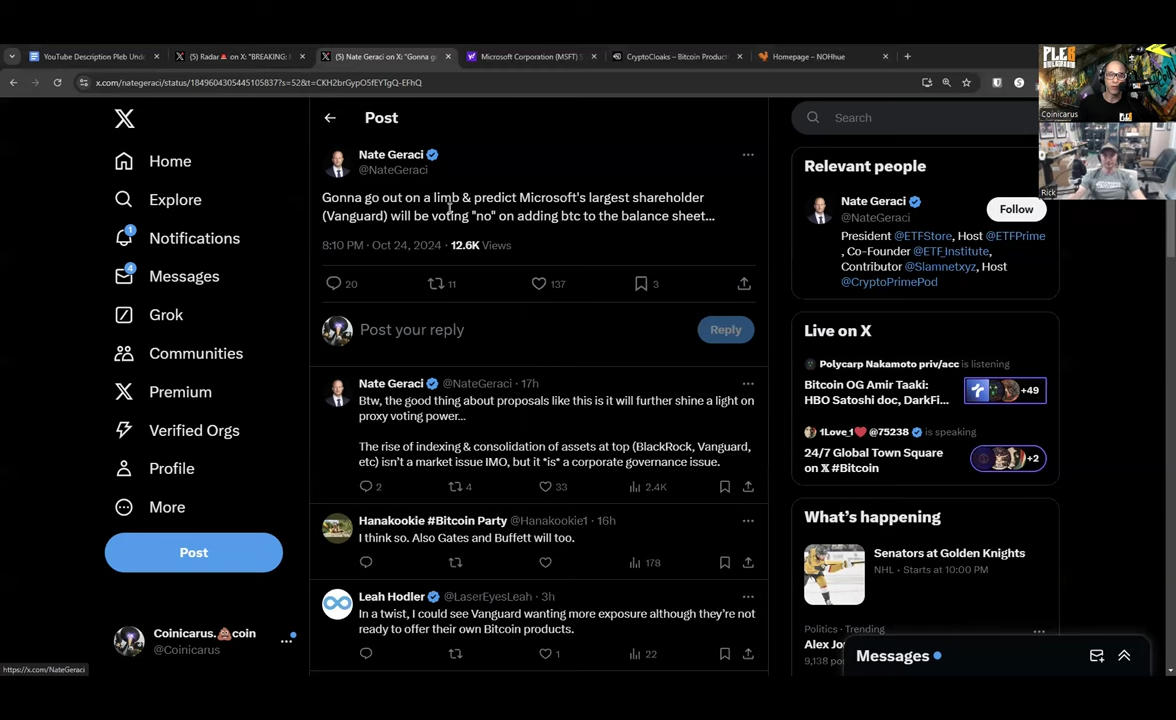 YouTube Description Pleb Und
(5) Radar🚨 on X: "BREAKING: M
(5) Nate Geraci on X: "Gonna g
Microsoft Corporation (MSFT) S
CryptoCloaks – Bitcoin Product
Homepage – NOHhue
x.com/nategeraci/status/1849604305445105837?s=52&t=CKH2brGypO5fEYTgQ-EFhQ
PLEB
Coinicarus
Rick
Home
Explore
1
Notifications
4
Messages
Grok
Communities
Premium
Verified Orgs
Profile
More
Post
Coinicarus.💩coin
@Coinicarus
https://x.com/NateGeraci
Post
Nate Geraci
@NateGeraci
Gonna go out on a limb & predict Microsoft's largest shareholder
(Vanguard) will be voting "no" on adding btc to the balance sheet...
8:10 PM · Oct 24, 2024 · 12.6K Views
20
11
137
3
Post your reply
Reply
Nate Geraci @NateGeraci · 17h
Btw, the good thing about proposals like this is it will further shine a light on
proxy voting power...
The rise of indexing & consolidation of assets at top (BlackRock, Vanguard,
etc) isn't a market issue IMO, but it *is* a corporate governance issue.
2
4
33
2.4K
Hanakookie #Bitcoin Party @Hanakookie1 · 16h
I think so. Also Gates and Buffett will too.
178
Leah Hodler @LaserEyesLeah · 3h
In a twist, I could see Vanguard wanting more exposure although they're not
ready to offer their own Bitcoin products.
1
22
Search
Relevant people
Nate Geraci
@NateGeraci
Follow
President @ETFStore, Host @ETFPrime
, Co-Founder @ETF_Institute,
Contributor @Slamnetxyz, Host
@CryptoPrimePod
Live on X
Polycarp Nakamoto priv/acc is listening
Bitcoin OG Amir Taaki:
HBO Satoshi doc, DarkFi...
+49
1Love_1❤️ @75238 is speaking
24/7 Global Town Square
on 𝕏 #Bitcoin
+2
What's happening
Senators at Golden Knights
NHL · Starts at 10:00 PM
Politics · Trending
Alex Jo
9,138 po
Messages